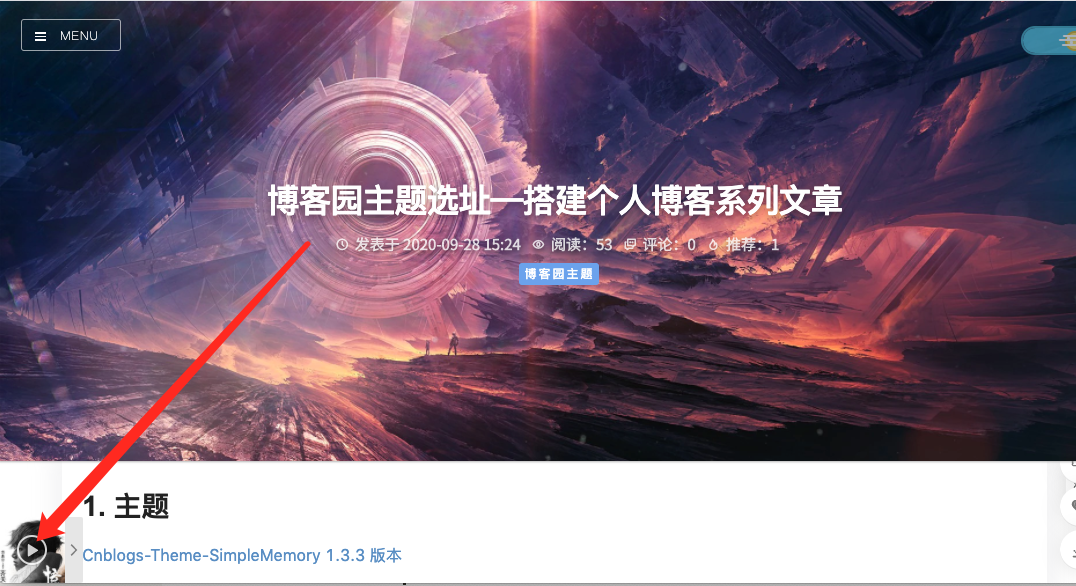 MENU
博客园主题选址—搭建个人博客系列文章
发表于 2020-09-28 15:24 阅读：53 评论：0 推荐：1
博客园主题
1. 主题
Cnblogs-Theme-SimpleMemory 1.3.3 版本
悟